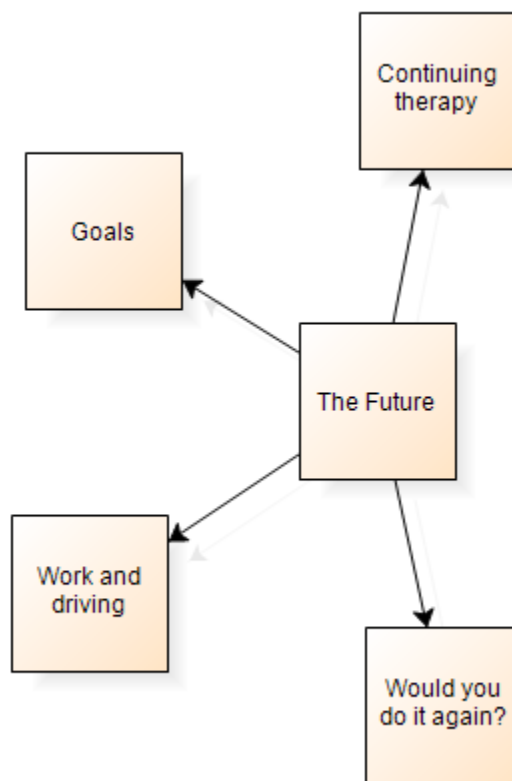 Continuing
therapy
Goals
The Future
Work and
driving
Would you
do it again?